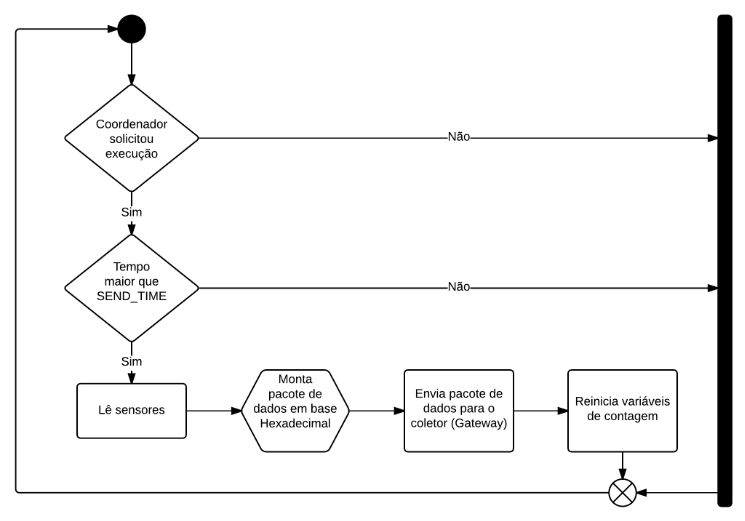 Coordenador
solicitou
execução
Não
Sim
Tempo
maior que
SEND_TIME
Não
Sim
Lê sensores
Monta
pacote de
dados em base
Hexadecimal
Envia pacote de
dados para o
coletor (Gateway)
Reinicia variáveis
de contagem